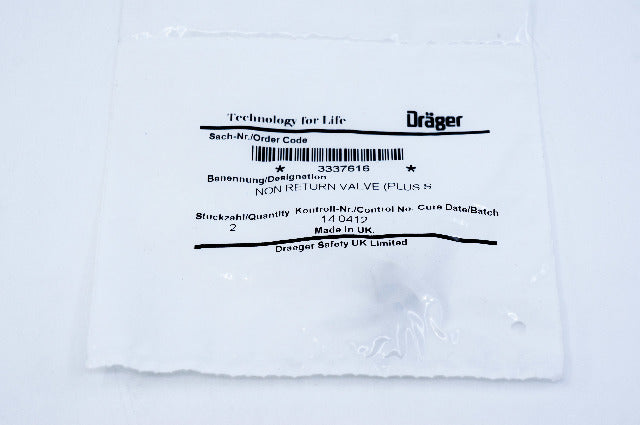 Technology for Life Dräger
Sach-Nr./Order Code
* 3337616 *
Benennung/Designation
NON RETURN VALVE (PLUS S
Stuckzahl/Quantity Kontroll-Nr./Control No. Cure Date/Batch
2 14 0412
Made In UK.
Draeger Safety UK Limited